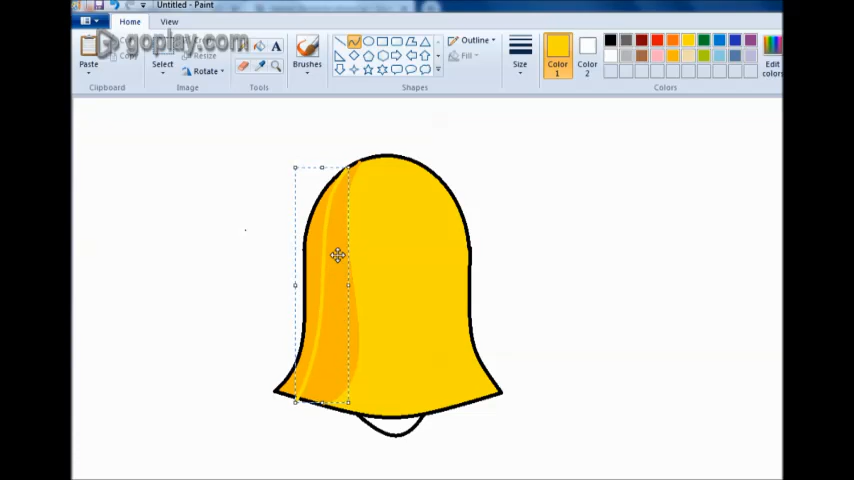 Untitled - Paint
Home
View
goplay.com
Paste
Select
Resize
Rotate
Brushes
Outline
Fill
Size
Color
1
Color
2
Edit
colors
Clipboard
Image
Tools
Shapes
Colors